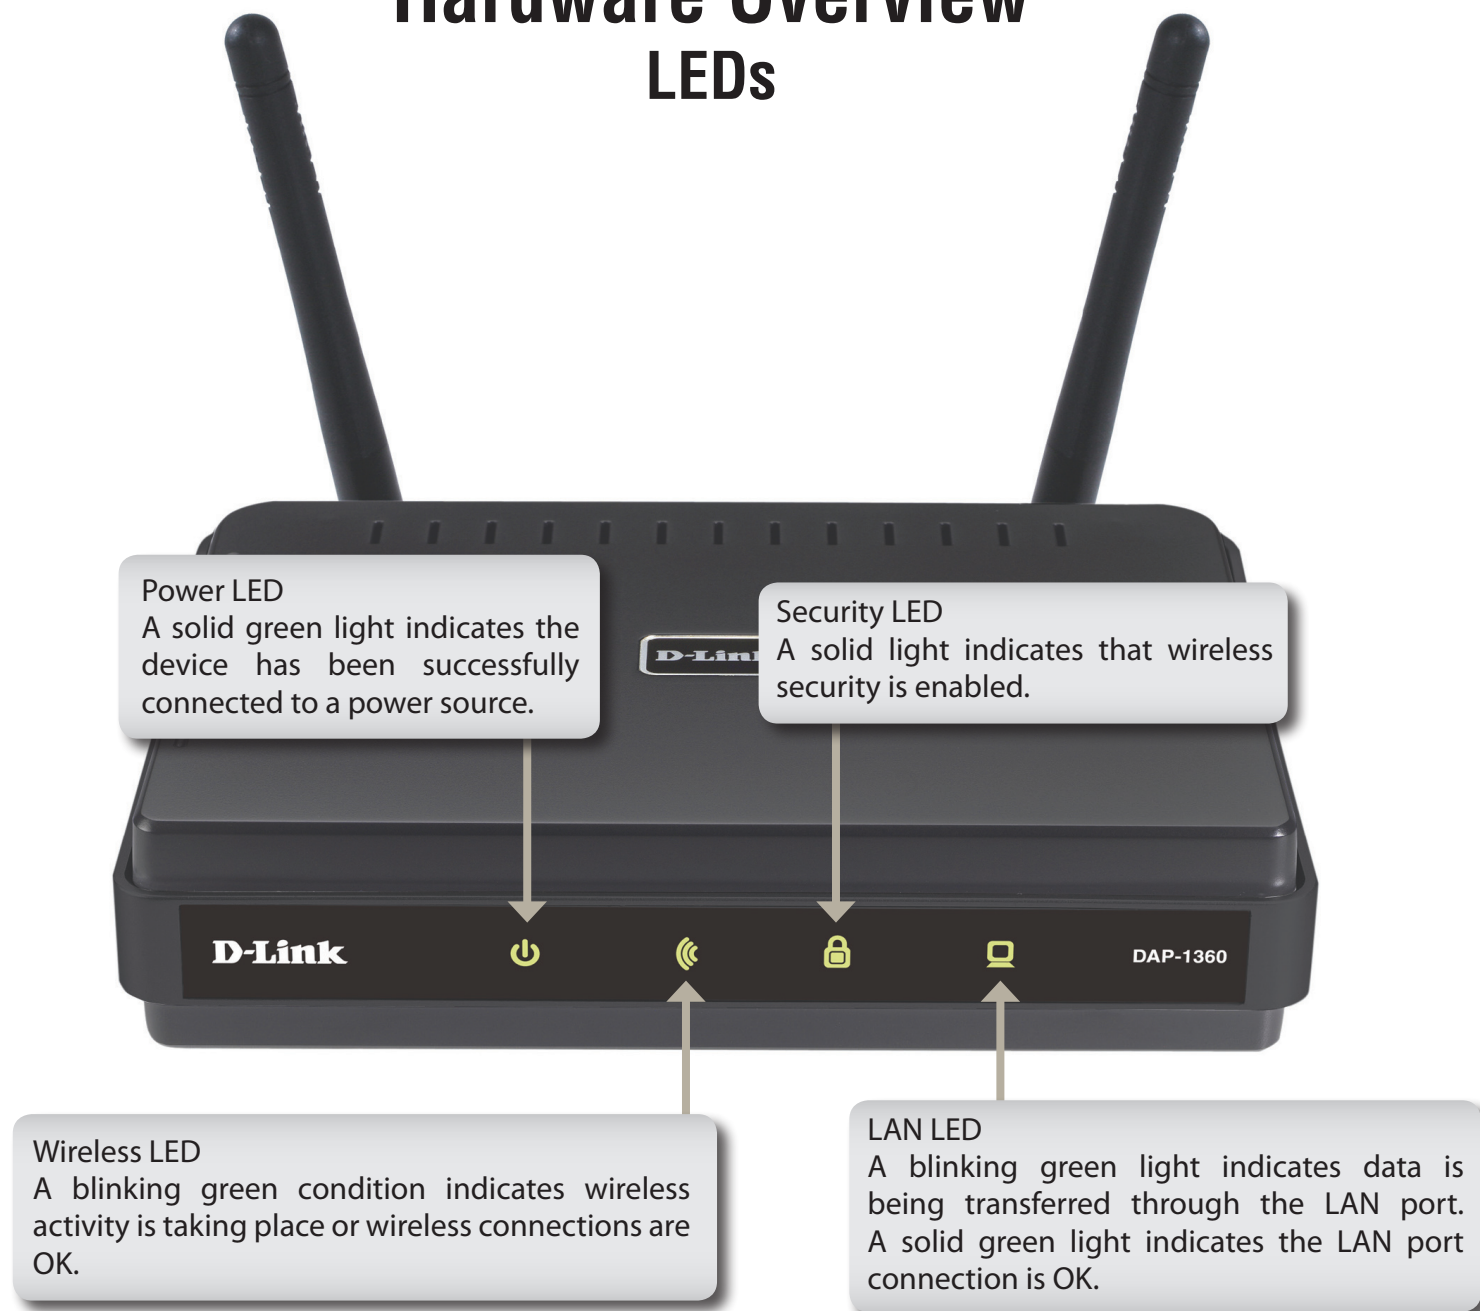 Hardware Overview
LEDs
Power LED
A solid green light indicates the
device has been successfully
connected to a power source.
Security LED
A solid light indicates that wireless
security is enabled.
D-Lin
D-Link
DAP-1360
Wireless LED
A blinking green condition indicates wireless
activity is taking place or wireless connections are
OK.
LAN LED
A blinking green light indicates data is
being transferred through the LAN port.
A solid green light indicates the LAN port
connection is OK.